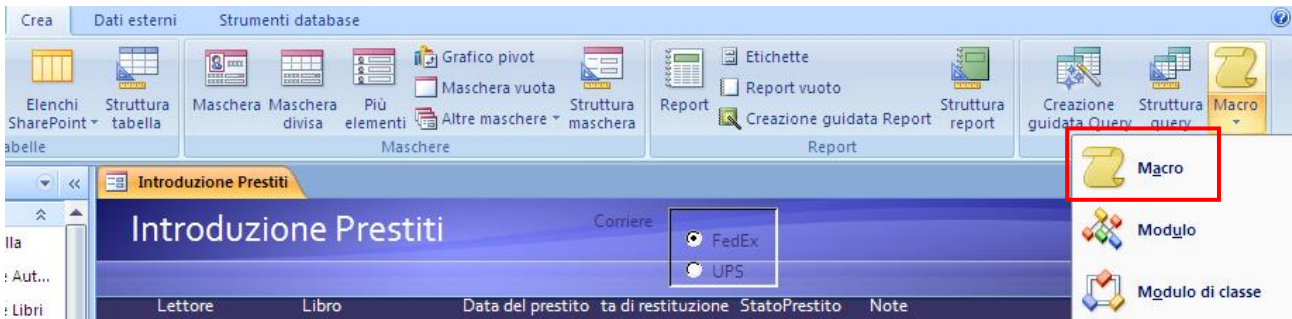 Crea Dati esterni Strumenti database
Elenchi SharePoint
Struttura tabella
Maschera
Maschera divisa
Più elementi
Grafico pivot
Maschera vuota
Altre maschere
Struttura maschera
Report
Etichette
Report vuoto
Creazione guidata Report
Struttura report
Creazione guidata Query
Struttura query
Macro
abelle Maschere Report
Macro
Modulo
Modulo di classe
Introduzione Prestiti
lla
Aut...
Libri
Introduzione Prestiti
Corriere
FedEx
UPS
Lettore Libro Data del prestito ta di restituzione StatoPrestito Note